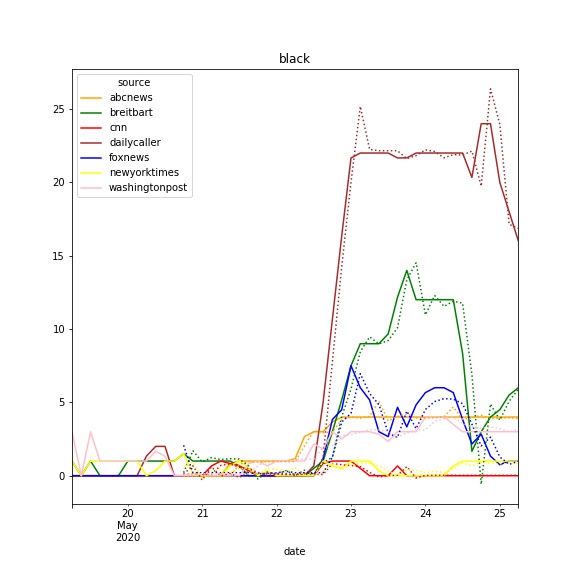 black
source
abcnews
breitbart
cnn
dailycaller
foxnews
newyorktimes
washingtonpost
25
20
15
10
5
0
20 21 22 23 24 25
May
2020
date